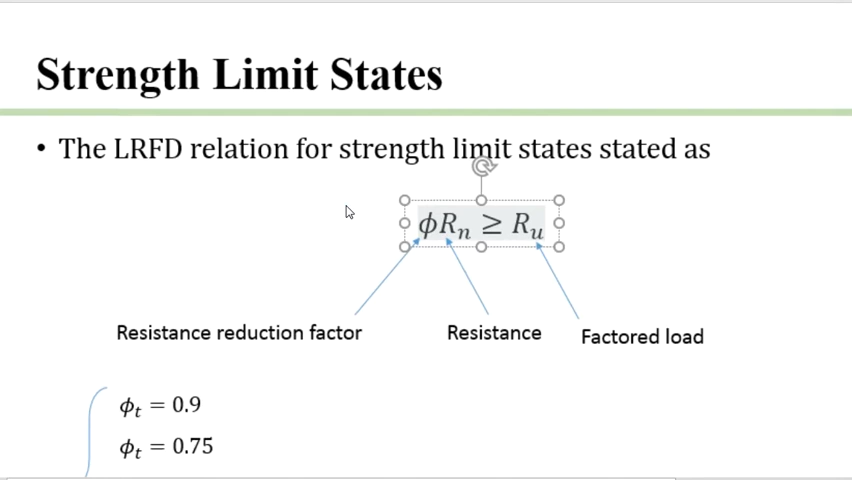 Strength Limit States
• The LRFD relation for strength limit states stated as
ϕRₙ ≥ Rᵤ
Resistance reduction factor
Resistance
Factored load
ϕₜ = 0.9
ϕₜ = 0.75